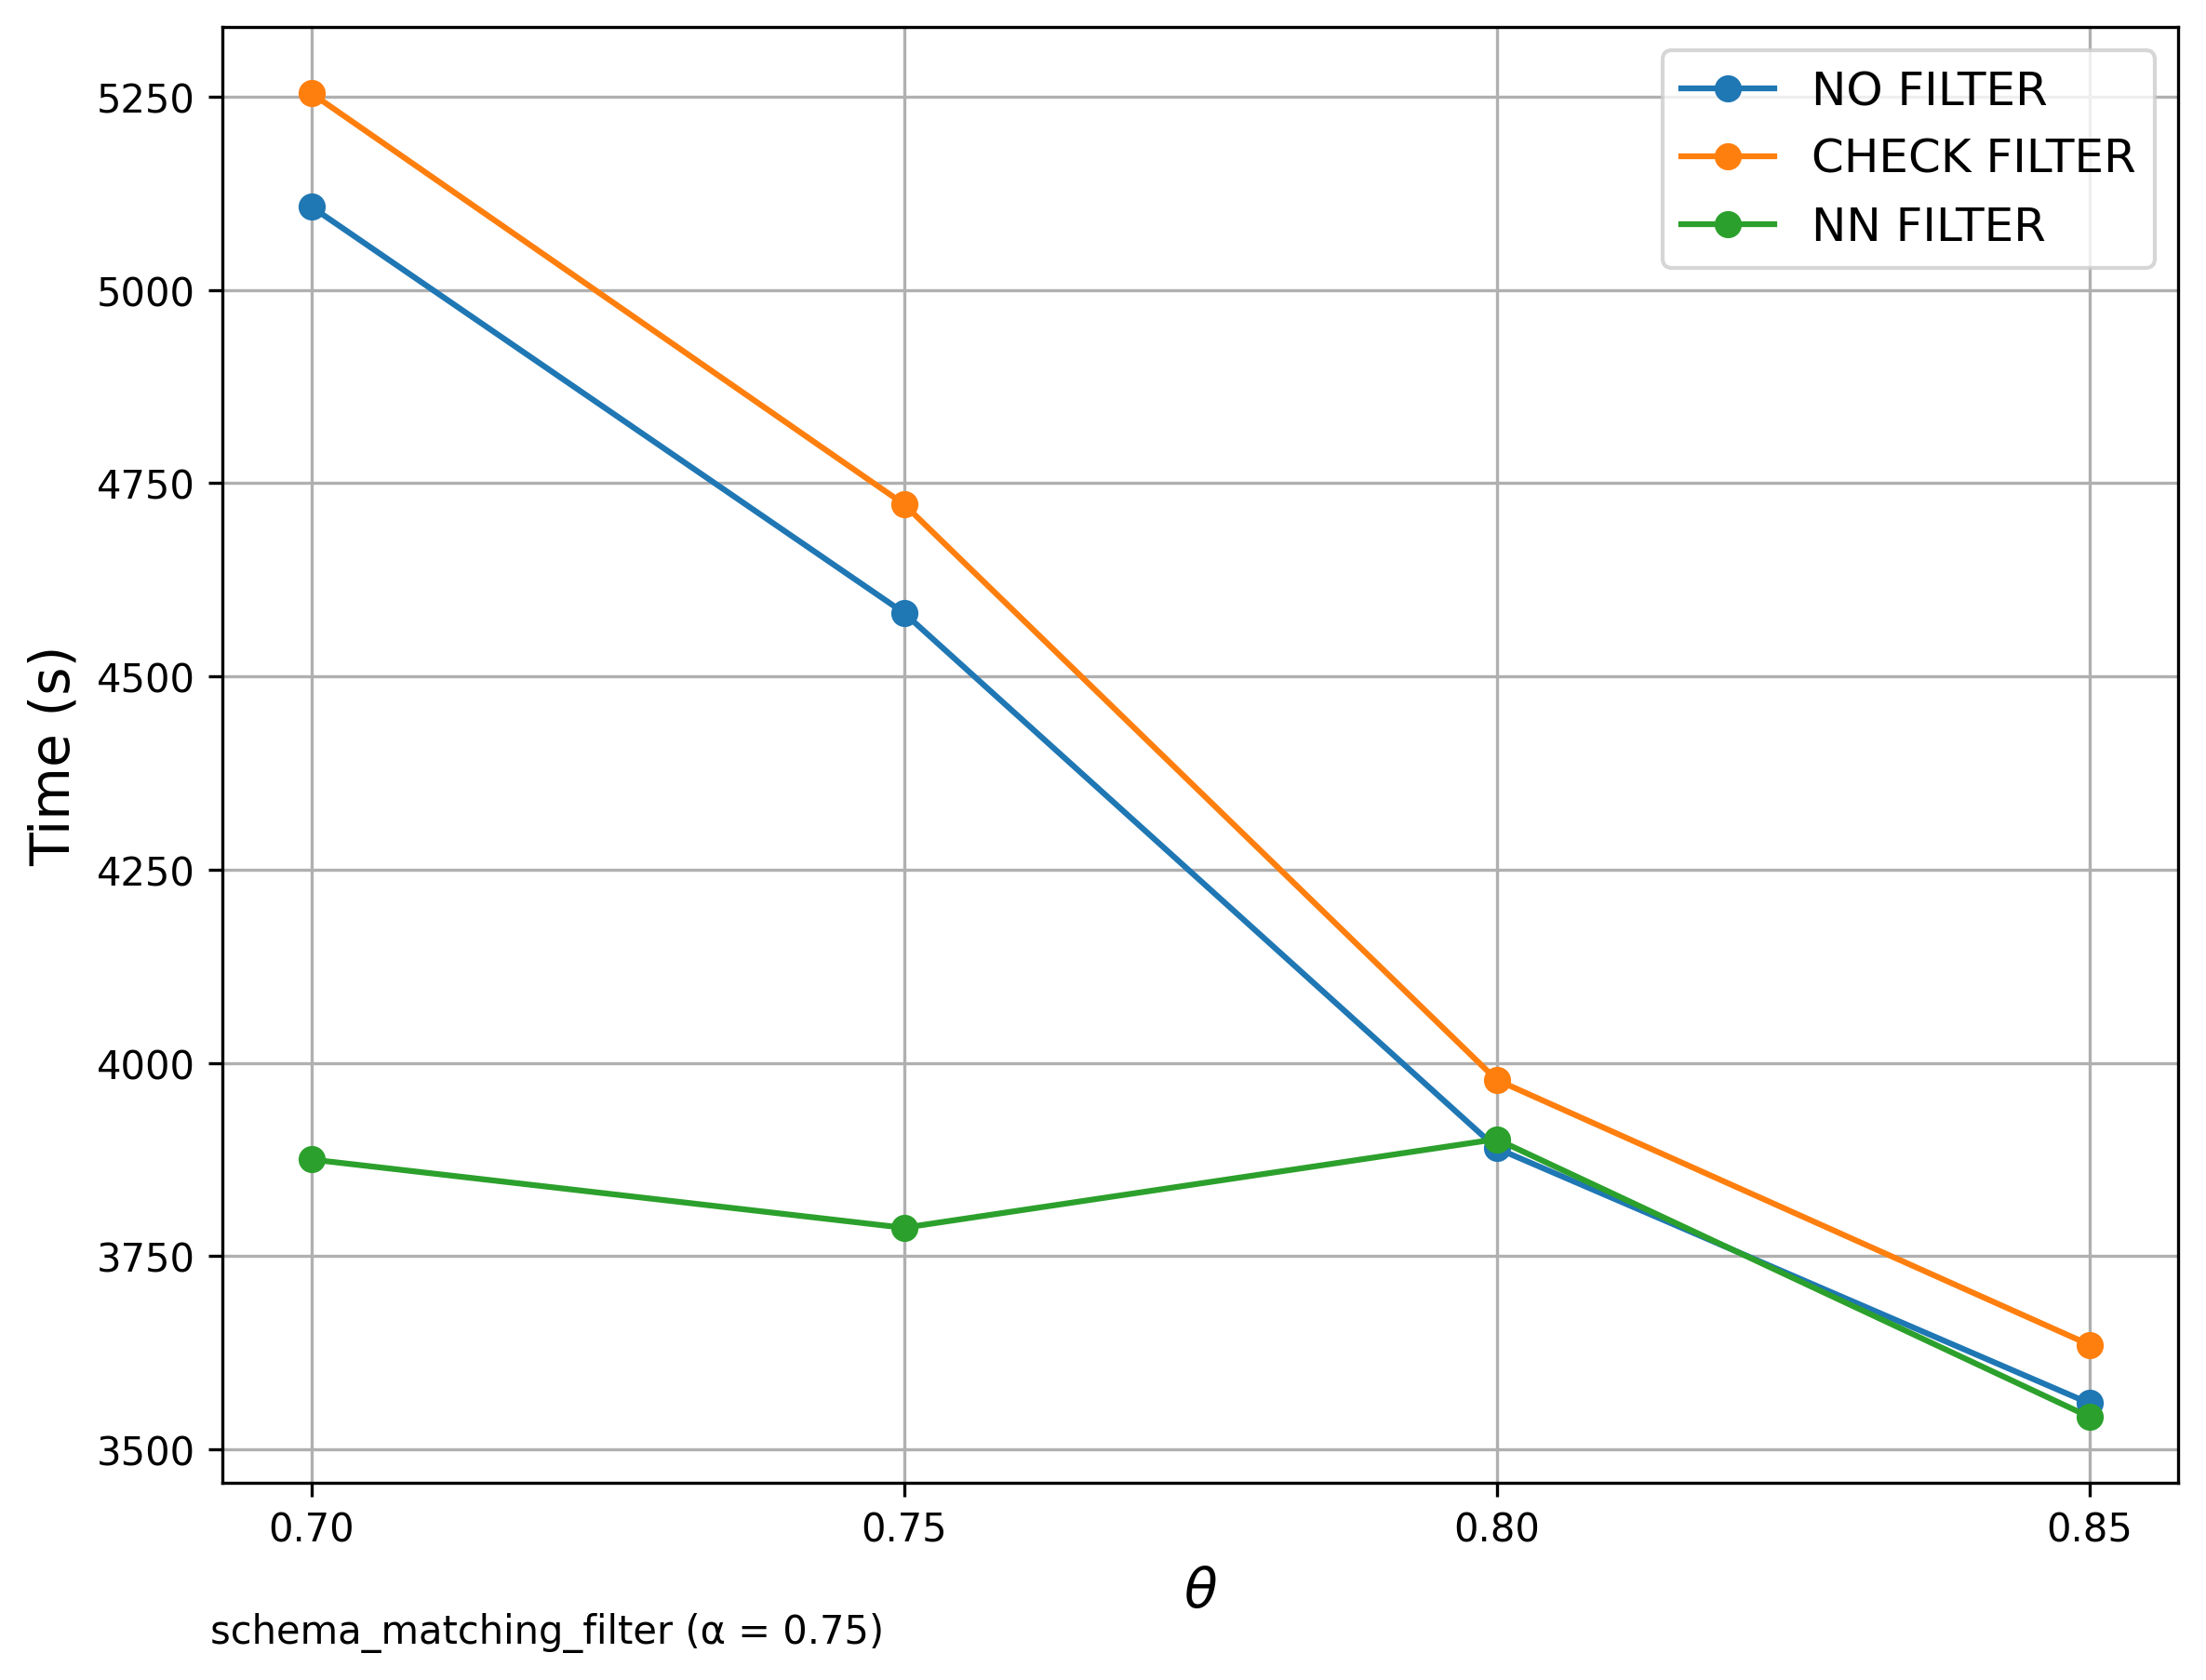 NO FILTER
CHECK FILTER
NN FILTER
Time (s)
5250
5000
4750
4500
4250
4000
3750
3500
0.70 0.75 0.80 0.85
θ
schema_matching_filter (α = 0.75)